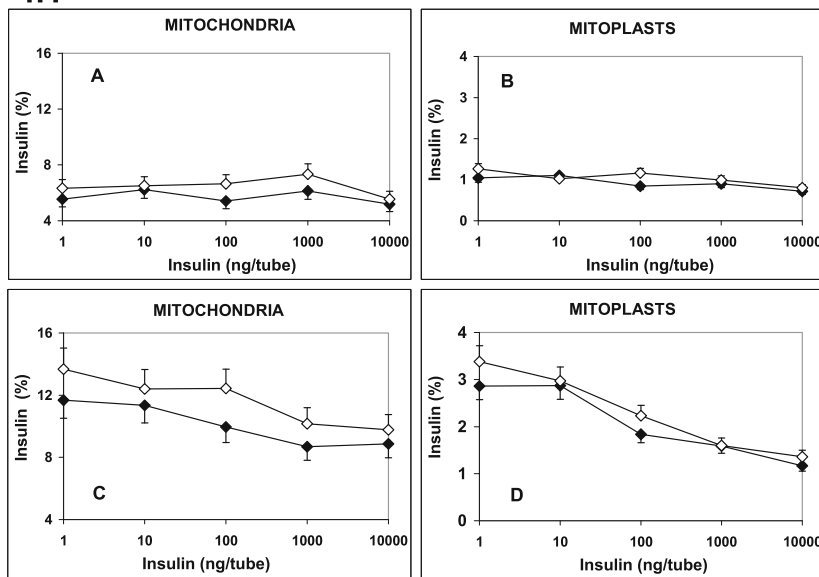 MITOCHONDRIA
16
12
8
4
Insulin (%)
A
1 10 100 1000 10000
Insulin (ng/tube)
MITOPLASTS
4
3
2
1
0
Insulin (%)
B
1 10 100 1000 10000
Insulin (ng/tube)
MITOCHONDRIA
16
12
8
4
Insulin (%)
C
1 10 100 1000 10000
Insulin (ng/tube)
MITOPLASTS
4
3
2
1
0
Insulin (%)
D
1 10 100 1000 10000
Insulin (ng/tube)